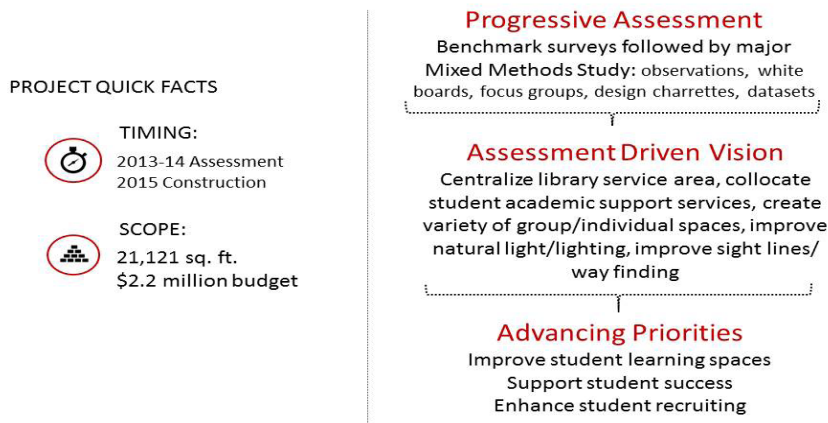 PROJECT QUICK FACTS
TIMING:
2013-14 Assessment
2015 Construction
SCOPE:
21,121 sq. ft.
$2.2 million budget
Progressive Assessment
Benchmark surveys followed by major
Mixed Methods Study: observations, white
boards, focus groups, design charrettes, datasets
Assessment Driven Vision
Centralize library service area, collocate
student academic support services, create
variety of group/individual spaces, improve
natural light/lighting, improve sight lines/
way finding
Advancing Priorities
Improve student learning spaces
Support student success
Enhance student recruiting